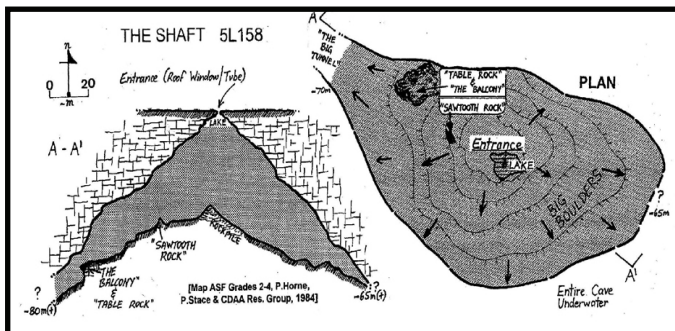 THE SHAFT 5L158
n
0 20
-m-
Entrance (Roof Window/Tube)
LAKE
A - A'
ROCKPILE
"SAWTOOTH
ROCK"
"THE
BALCONY"
&
"TABLE ROCK"
?
-80m(+)
?
-65m(+)
[Map ASF Grades 2-4, P.Horne,
P.Stace & CDAA Res. Group, 1984]
A
"THE
BIG
TUNNEL"
-70m
PLAN
"TABLE ROCK"
&
"THE BALCONY"
"SAWTOOTH ROCK"
Entrance
LAKE
BIG
BOULDERS
?
-65m
A'
Entire Cave
Underwater